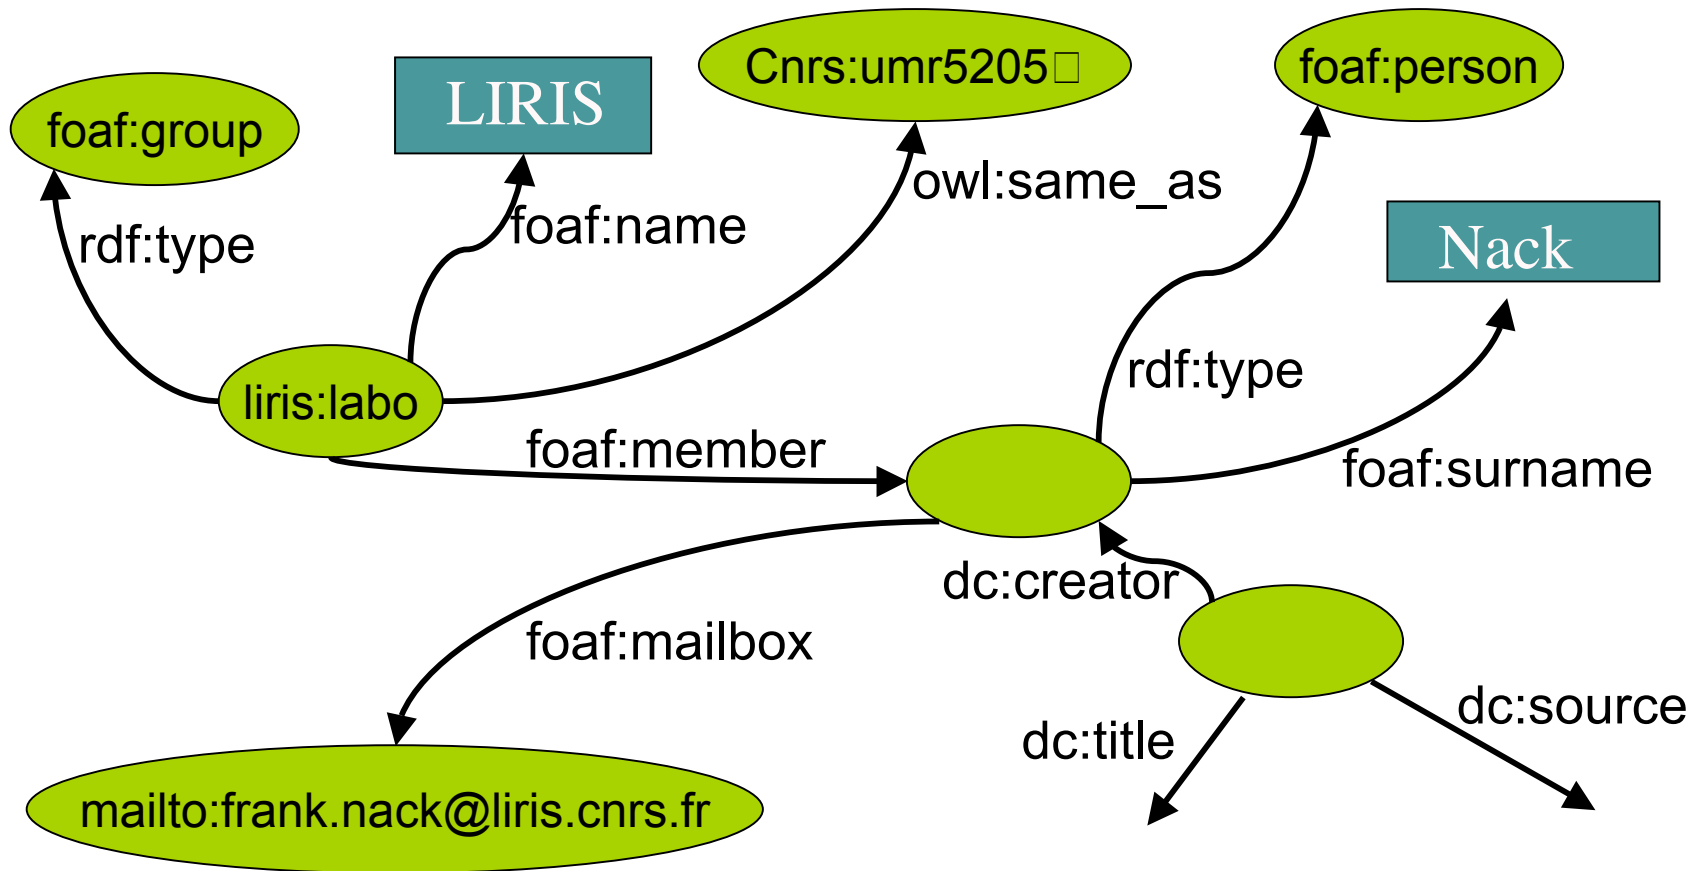 Cnrs:umr5205
foaf:person
LIRIS
foaf:group
owl:same_as
foaf:name
rdf:type
Nack
rdf:type
liris:labo
foaf:member
foaf:surname
dc:creator
foaf:mailbox
dc:source
dc:title
mailto:frank.nack@liris.cnrs.fr